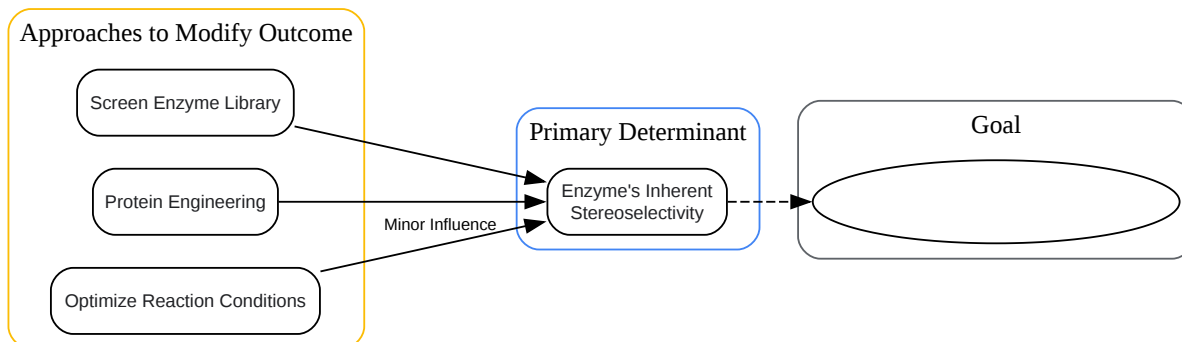 Approaches to Modify Outcome
Screen Enzyme Library
Protein Engineering
Optimize Reaction Conditions
Minor Influence
Primary Determinant
Enzyme's Inherent
Stereoselectivity
Goal